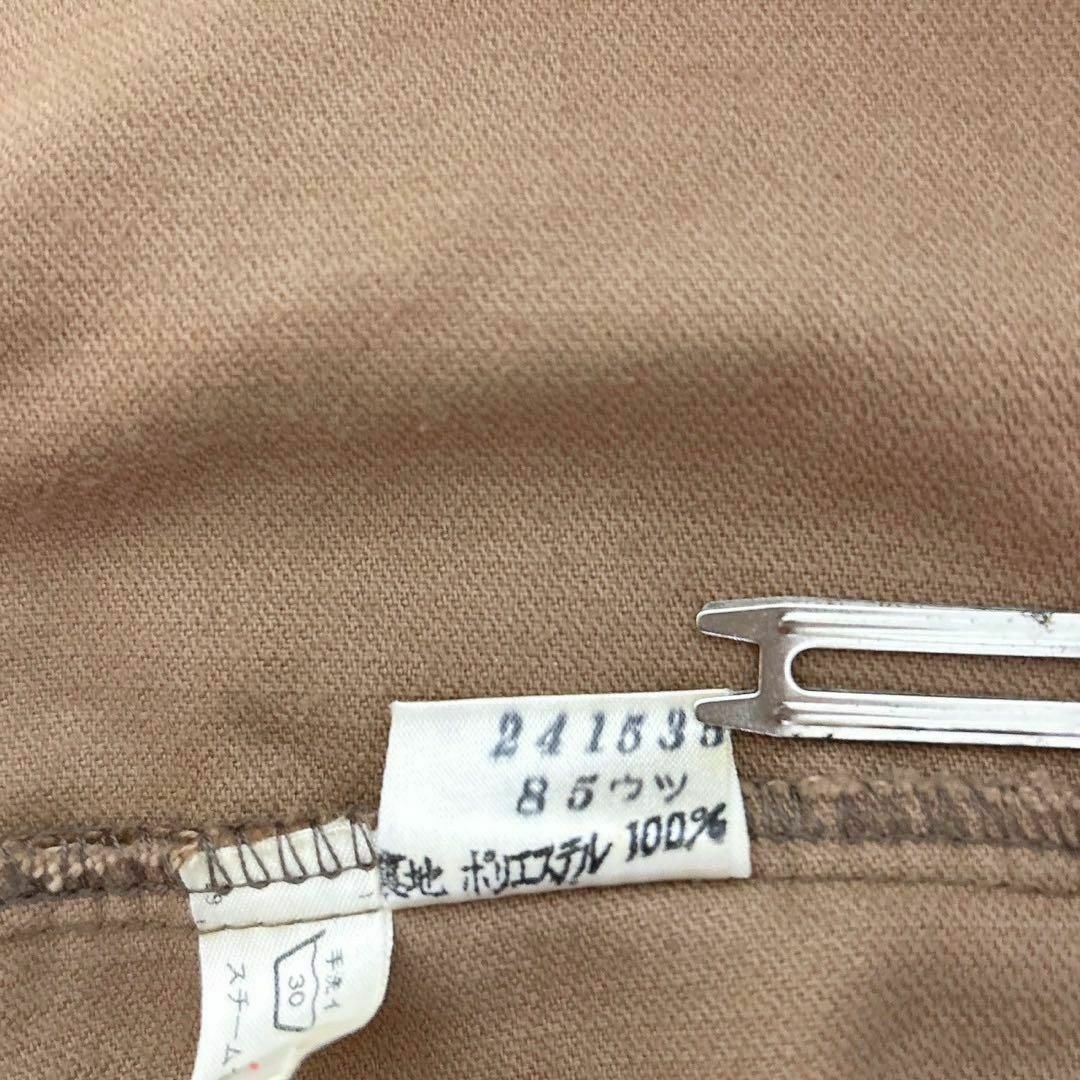 241535
85ウツ
裏地 ポリエステル 100%
手洗イ
30
スチーム